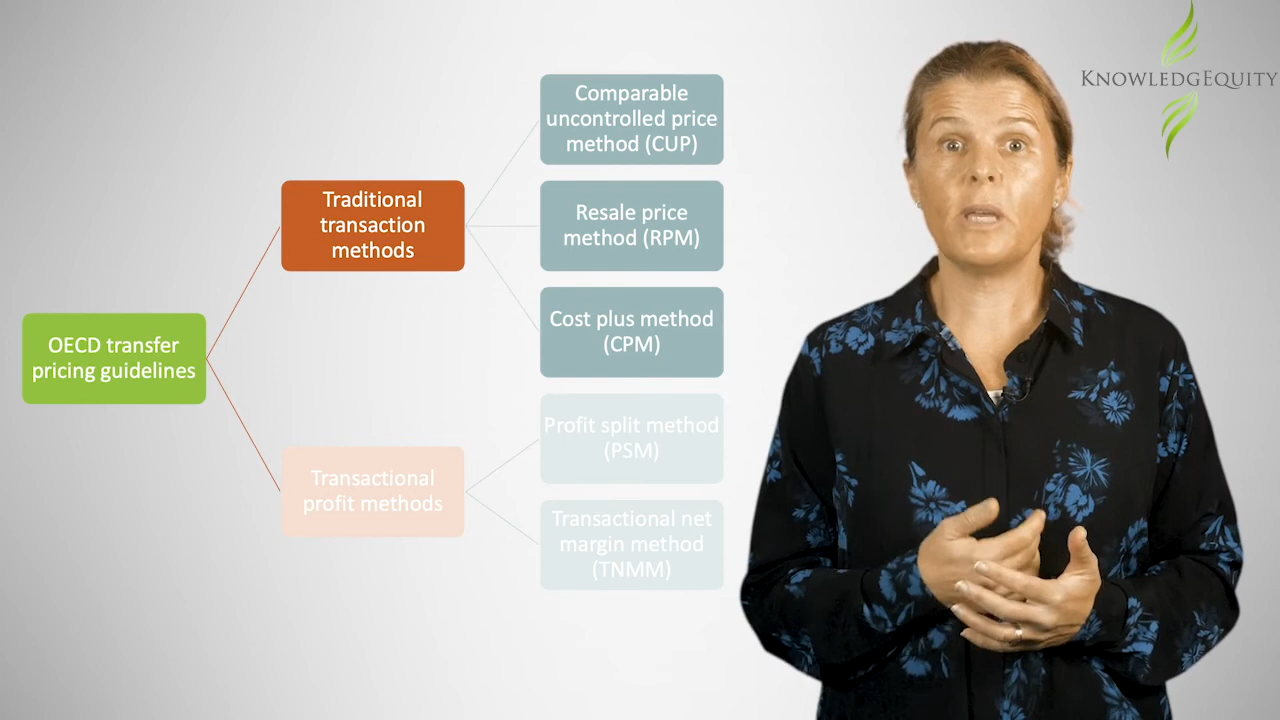 KNOWLEDGEQUITY
Comparable
uncontrolled price
method (CUP)
Traditional
transaction
methods
Resale price
method (RPM)
Cost plus method
(CPM)
OECD transfer
pricing guidelines
Profit split method
(PSM)
Transactional
profit methods
Transactional net
margin method
(TNMM)